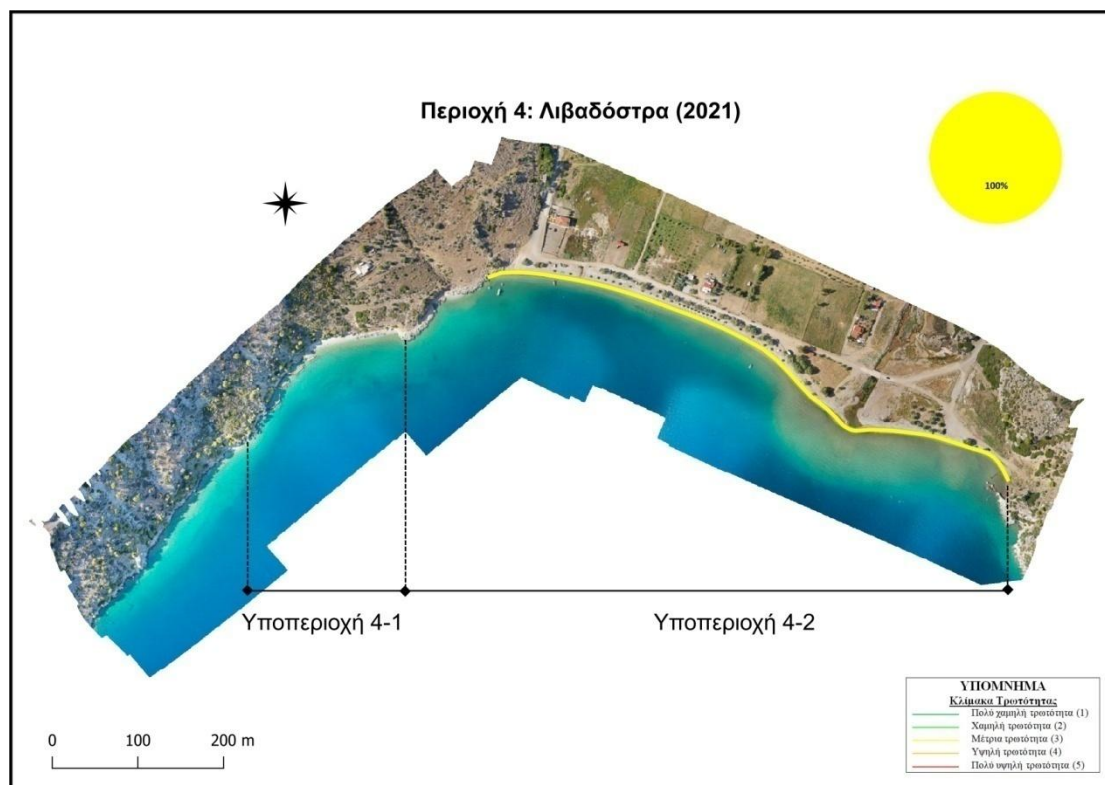 Περιοχή 4: Λιβαδόστρα (2021)
100%
Υποπεριοχή 4-1
Υποπεριοχή 4-2
0 100 200 m
ΥΠΟΜΝΗΜΑ
Κλίμακα Τρωτότητας
Πολύ χαμηλή τρωτότητα (1)
Χαμηλή τρωτότητα (2)
Μέτρια τρωτότητα (3)
Υψηλή τρωτότητα (4)
Πολύ υψηλή τρωτότητα (5)